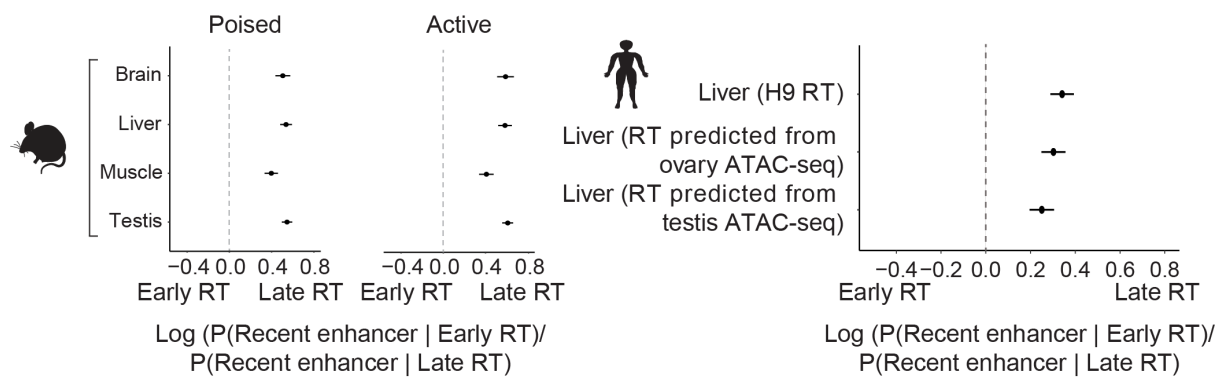 Poised
Active
Brain
Liver
Muscle
Testis
−0.4 0.0 0.4 0.8
Early RT Late RT
−0.4 0.0 0.4 0.8
Early RT Late RT
Log (P(Recent enhancer | Early RT)/
P(Recent enhancer | Late RT)
Liver (H9 RT)
Liver (RT predicted from
ovary ATAC-seq)
Liver (RT predicted from
testis ATAC-seq)
−0.4 −0.2 0.0 0.2 0.4 0.6 0.8
Early RT Late RT
Log (P(Recent enhancer | Early RT)/
P(Recent enhancer | Late RT)